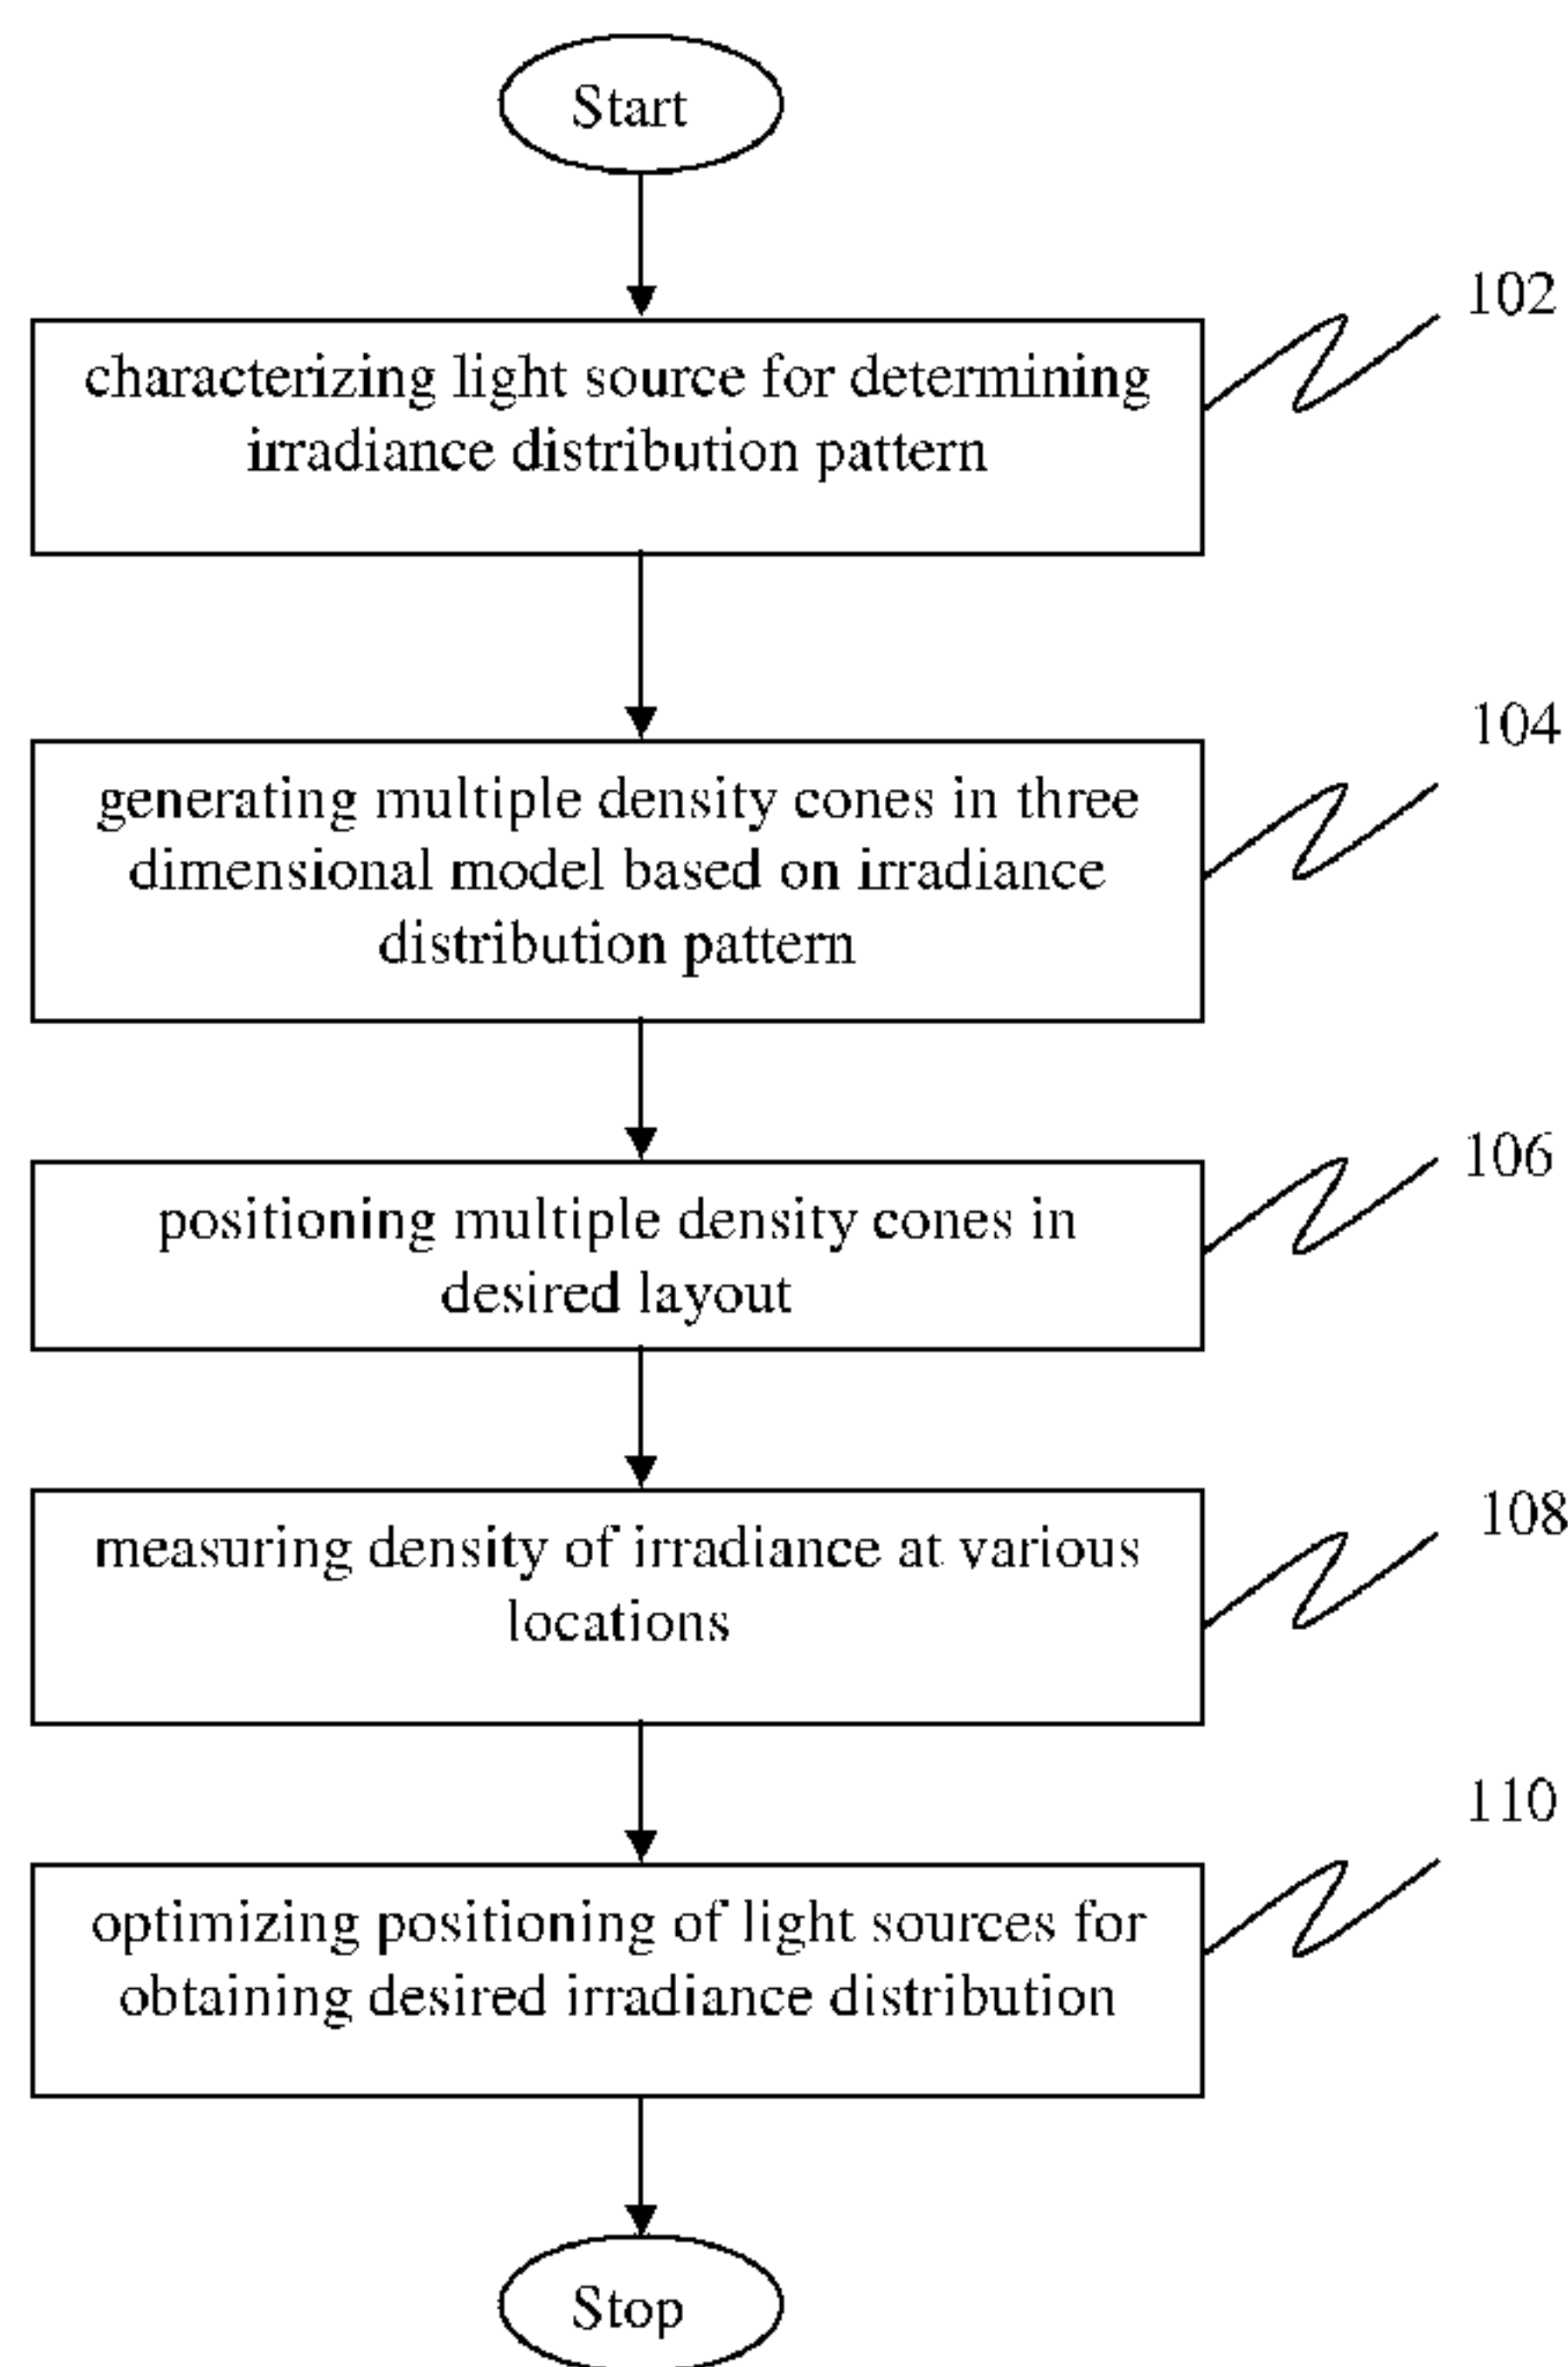 Start
102
characterizing light source for determining
irradiance distribution pattern
104
generating multiple density cones in three
dimensional model based on irradiance
distribution pattern
106
positioning multiple density cones in
desired layout
108
measuring density of irradiance at various
locations
110
optimizing positioning of light sources for
obtaining desired irradiance distribution
Stop